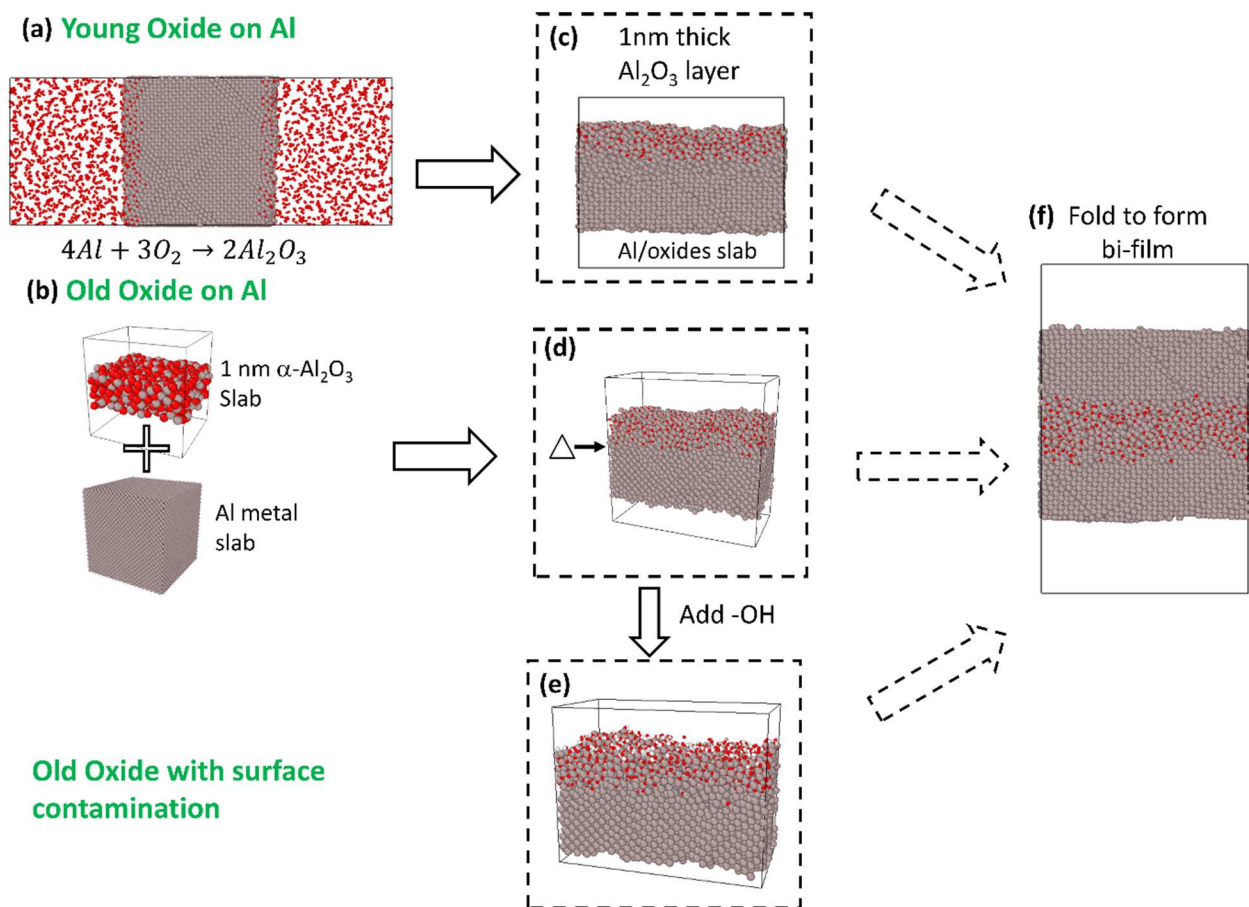 (a) Young Oxide on Al
4Al + 3O₂ → 2Al₂O₃
(b) Old Oxide on Al
1 nm α-Al₂O₃
Slab
Al metal
slab
(c) 1nm thick
Al₂O₃ layer
Al/oxides slab
(d)
△
Add -OH
(e)
Old Oxide with surface
contamination
(f) Fold to form
bi-film